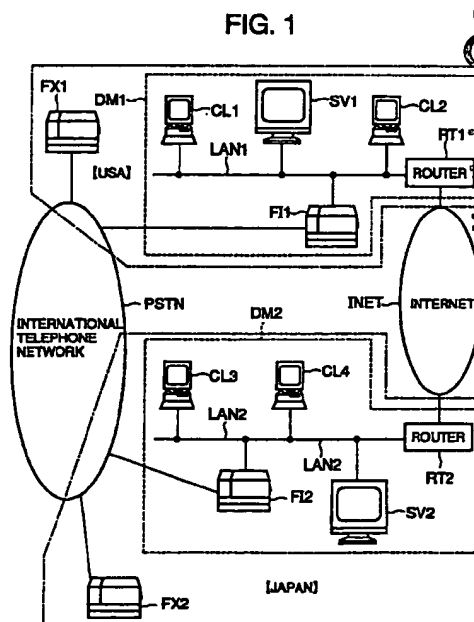 FIG. 1
FX1
DM1
CL1
SV1
CL2
RT1
[USA]
LAN1
ROUTER
FI1
PSTN
INET
INTERNET
INTERNATIONAL
TELEPHONE
NETWORK
DM2
CL3
CL4
LAN2
LAN2
ROUTER
RT2
FI2
SV2
FX2
[JAPAN]